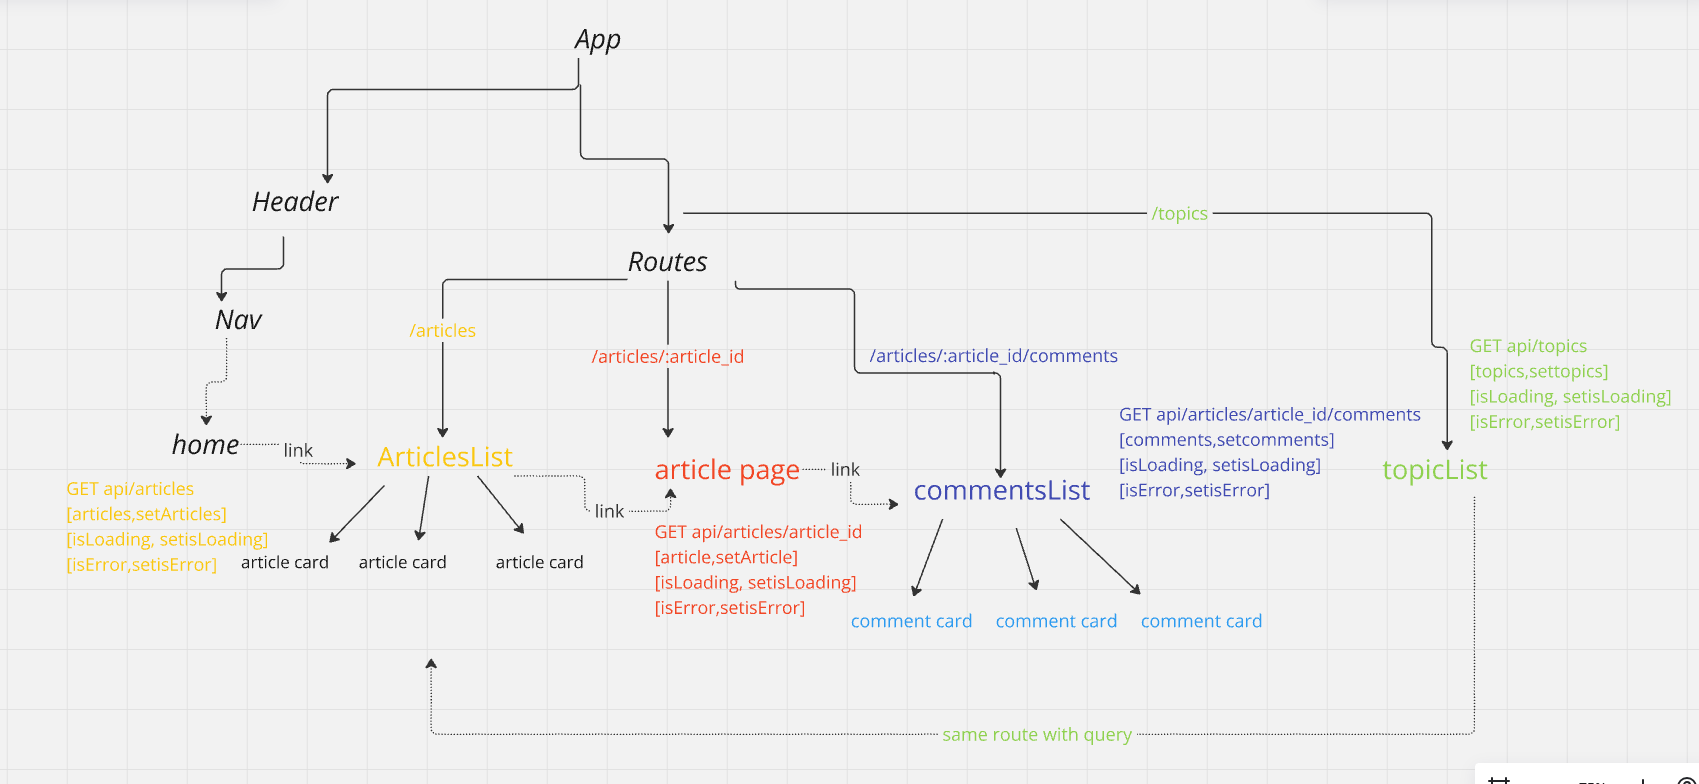 App
Header
/topics
Routes
Nav
/articles
/articles/:article_id
/articles/:article_id/comments
GET api/topics
[topics,settopics]
[isLoading, setisLoading]
[isError,setisError]
home
link
ArticlesList
article page
link
commentsList
GET api/articles/article_id/comments
[comments,setcomments]
[isLoading, setisLoading]
[isError,setisError]
topicList
GET api/articles
[articles,setArticles]
[isLoading, setisLoading]
[isError,setisError]
link
GET api/articles/article_id
[article,setArticle]
[isLoading, setisLoading]
[isError,setisError]
article card
article card
article card
comment card
comment card
comment card
same route with query